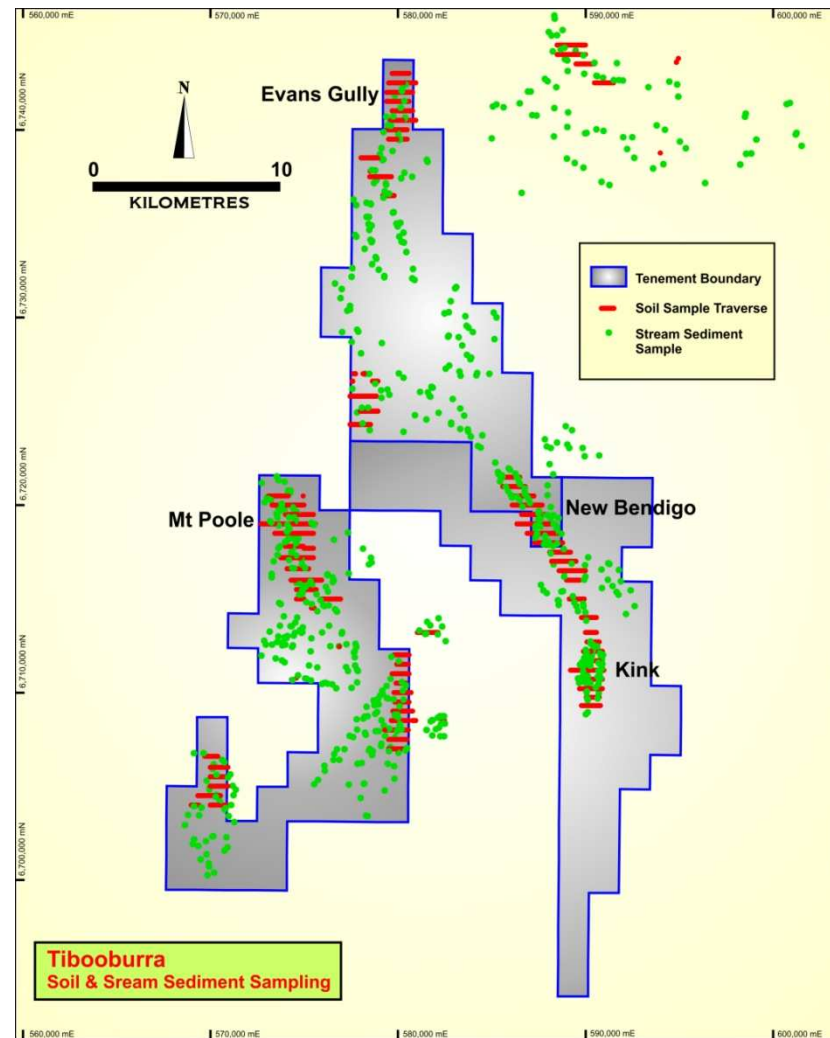 560,000 mE
570,000 mE
580,000 mE
590,000 mE
600,000 mE
Evans Gully
N
6,740,000 mN
0
10
KILOMETRES
Tenement Boundary
Soil Sample Traverse
Stream Sediment
Sample
6,730,000 mN
6,720,000 mN
Mt Poole
New Bendigo
Kink
6,710,000 mN
6,700,000 mN
Tibooburra
Soil & Sream Sediment Sampling
560,000 mE
570,000 mE
580,000 mE
590,000 mE
600,000 mE